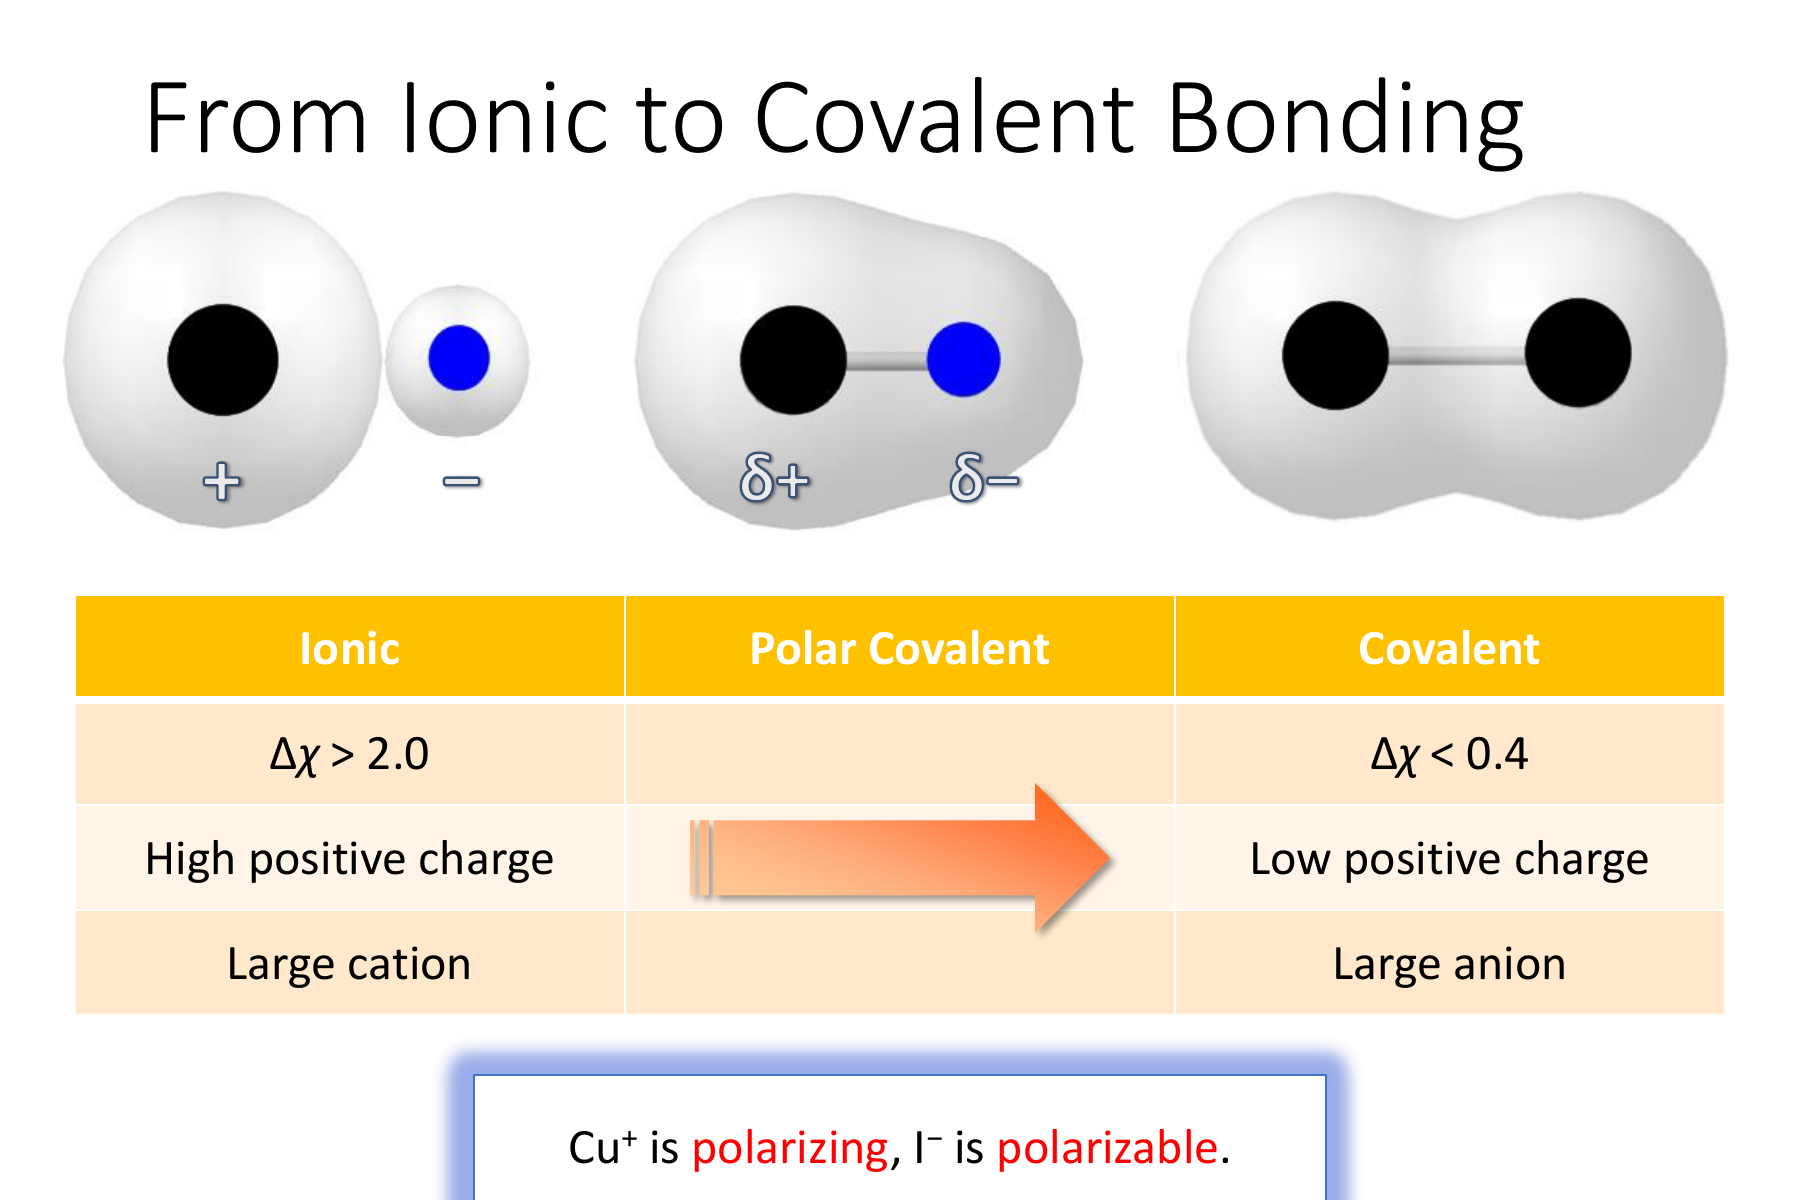 From Ionic to Covalent Bonding
+
−
δ+
δ−
Ionic
Polar Covalent
Covalent
Δχ > 2.0
Δχ < 0.4
High positive charge
Low positive charge
Large cation
Large anion
Cu⁺ is polarizing, I⁻ is polarizable.